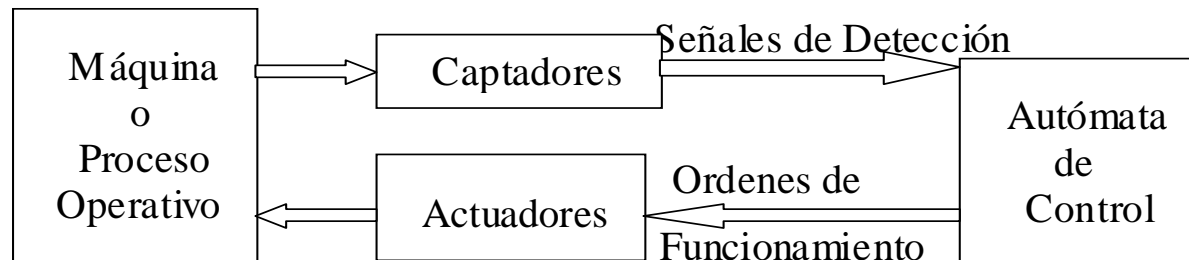 Máquina
o
Proceso
Operativo
Captadores
Señales de Detección
Autómata
de
Control
Actuadores
Ordenes de
Funcionamiento